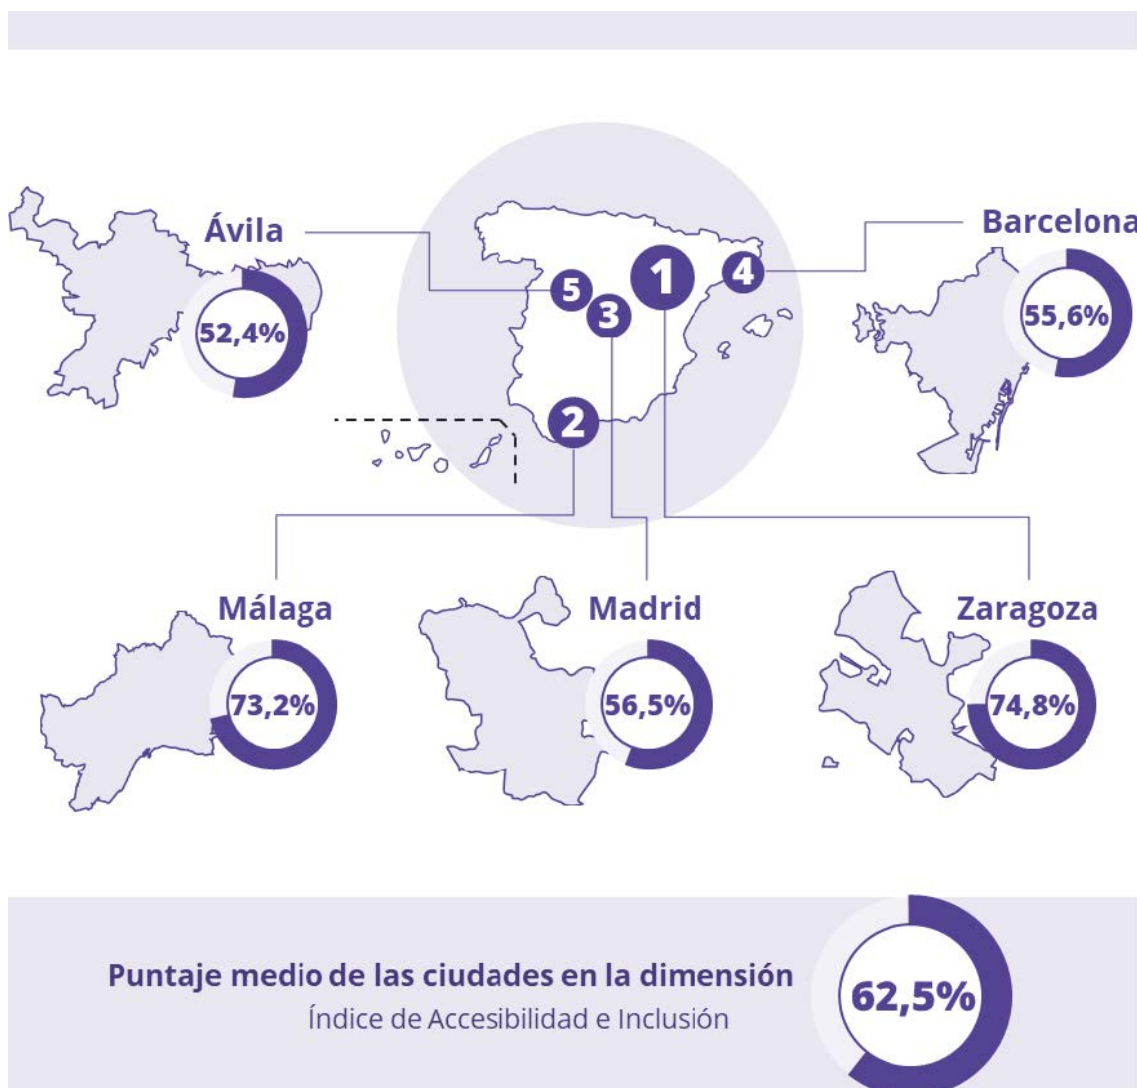 Ávila
52,4%
Barcelona
55,6%
1
2
3
4
5
Málaga
73,2%
Madrid
56,5%
Zaragoza
74,8%
Puntaje medio de las ciudades en la dimensión
Índice de Accesibilidad e Inclusión
62,5%